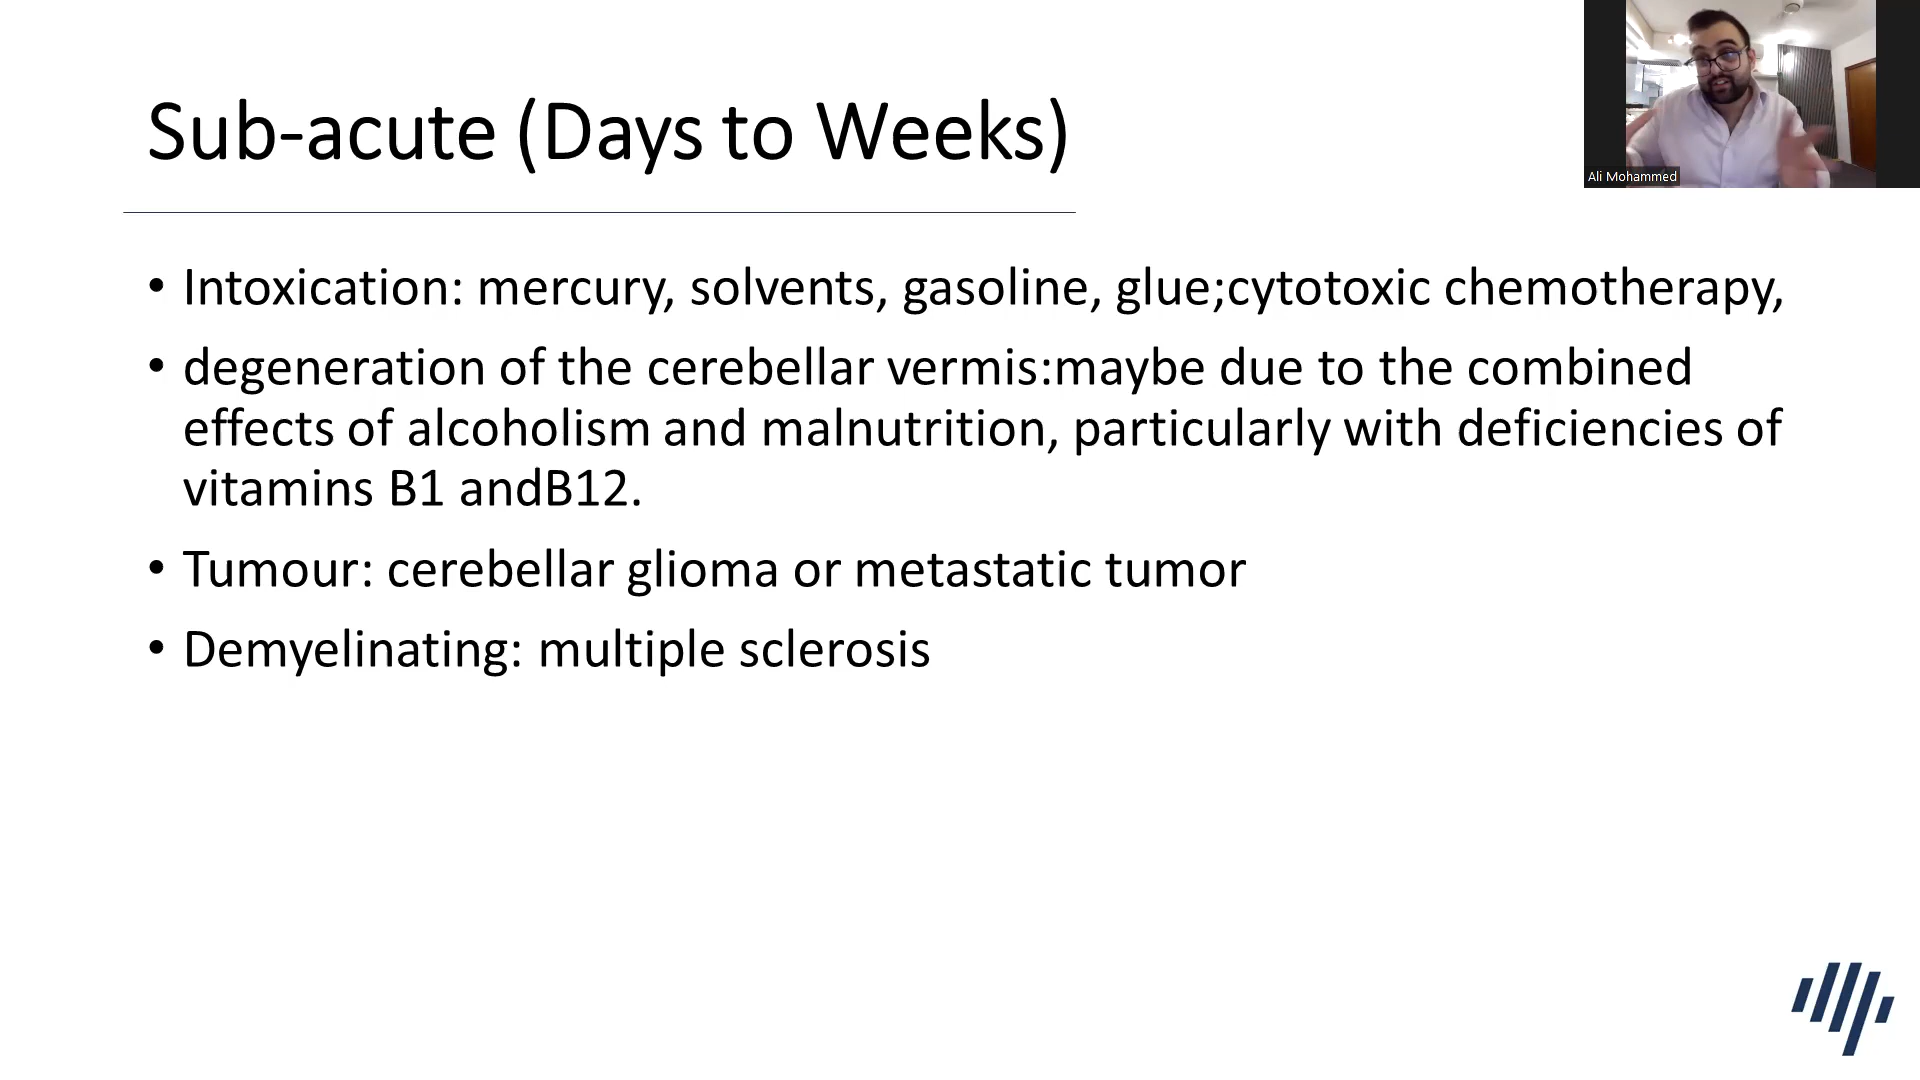 Sub-acute (Days to Weeks)
Ali Mohammed
• Intoxication: mercury, solvents, gasoline, glue;cytotoxic chemotherapy,
• degeneration of the cerebellar vermis:maybe due to the combined
effects of alcoholism and malnutrition, particularly with deficiencies of
vitamins B1 andB12.
• Tumour: cerebellar glioma or metastatic tumor
• Demyelinating: multiple sclerosis